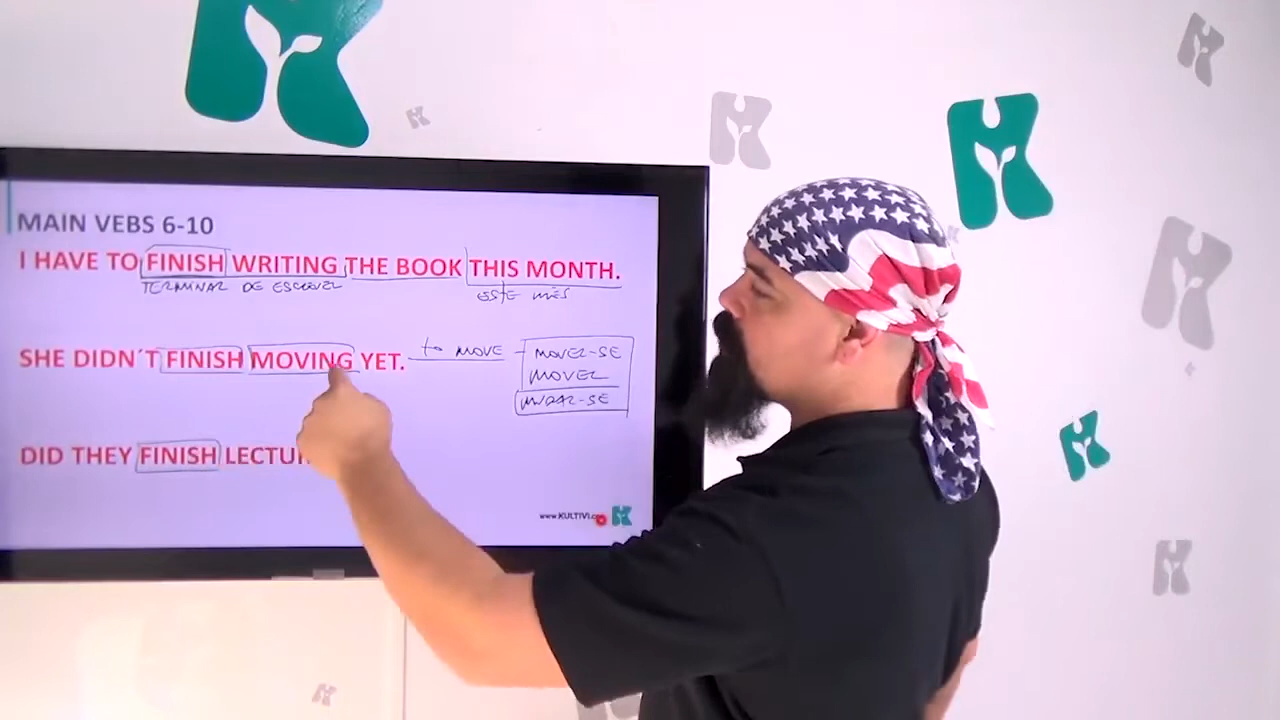 MAIN VEBS 6-10
I HAVE TO FINISH WRITING THE BOOK THIS MONTH.
TERMINAR DE ESCREVER
ESTE MÊS
SHE DIDN´T FINISH MOVING YET. to MOVE - MOVER-SE
MOVER
MUDAR-SE
DID THEY FINISH
www.KULTIVI